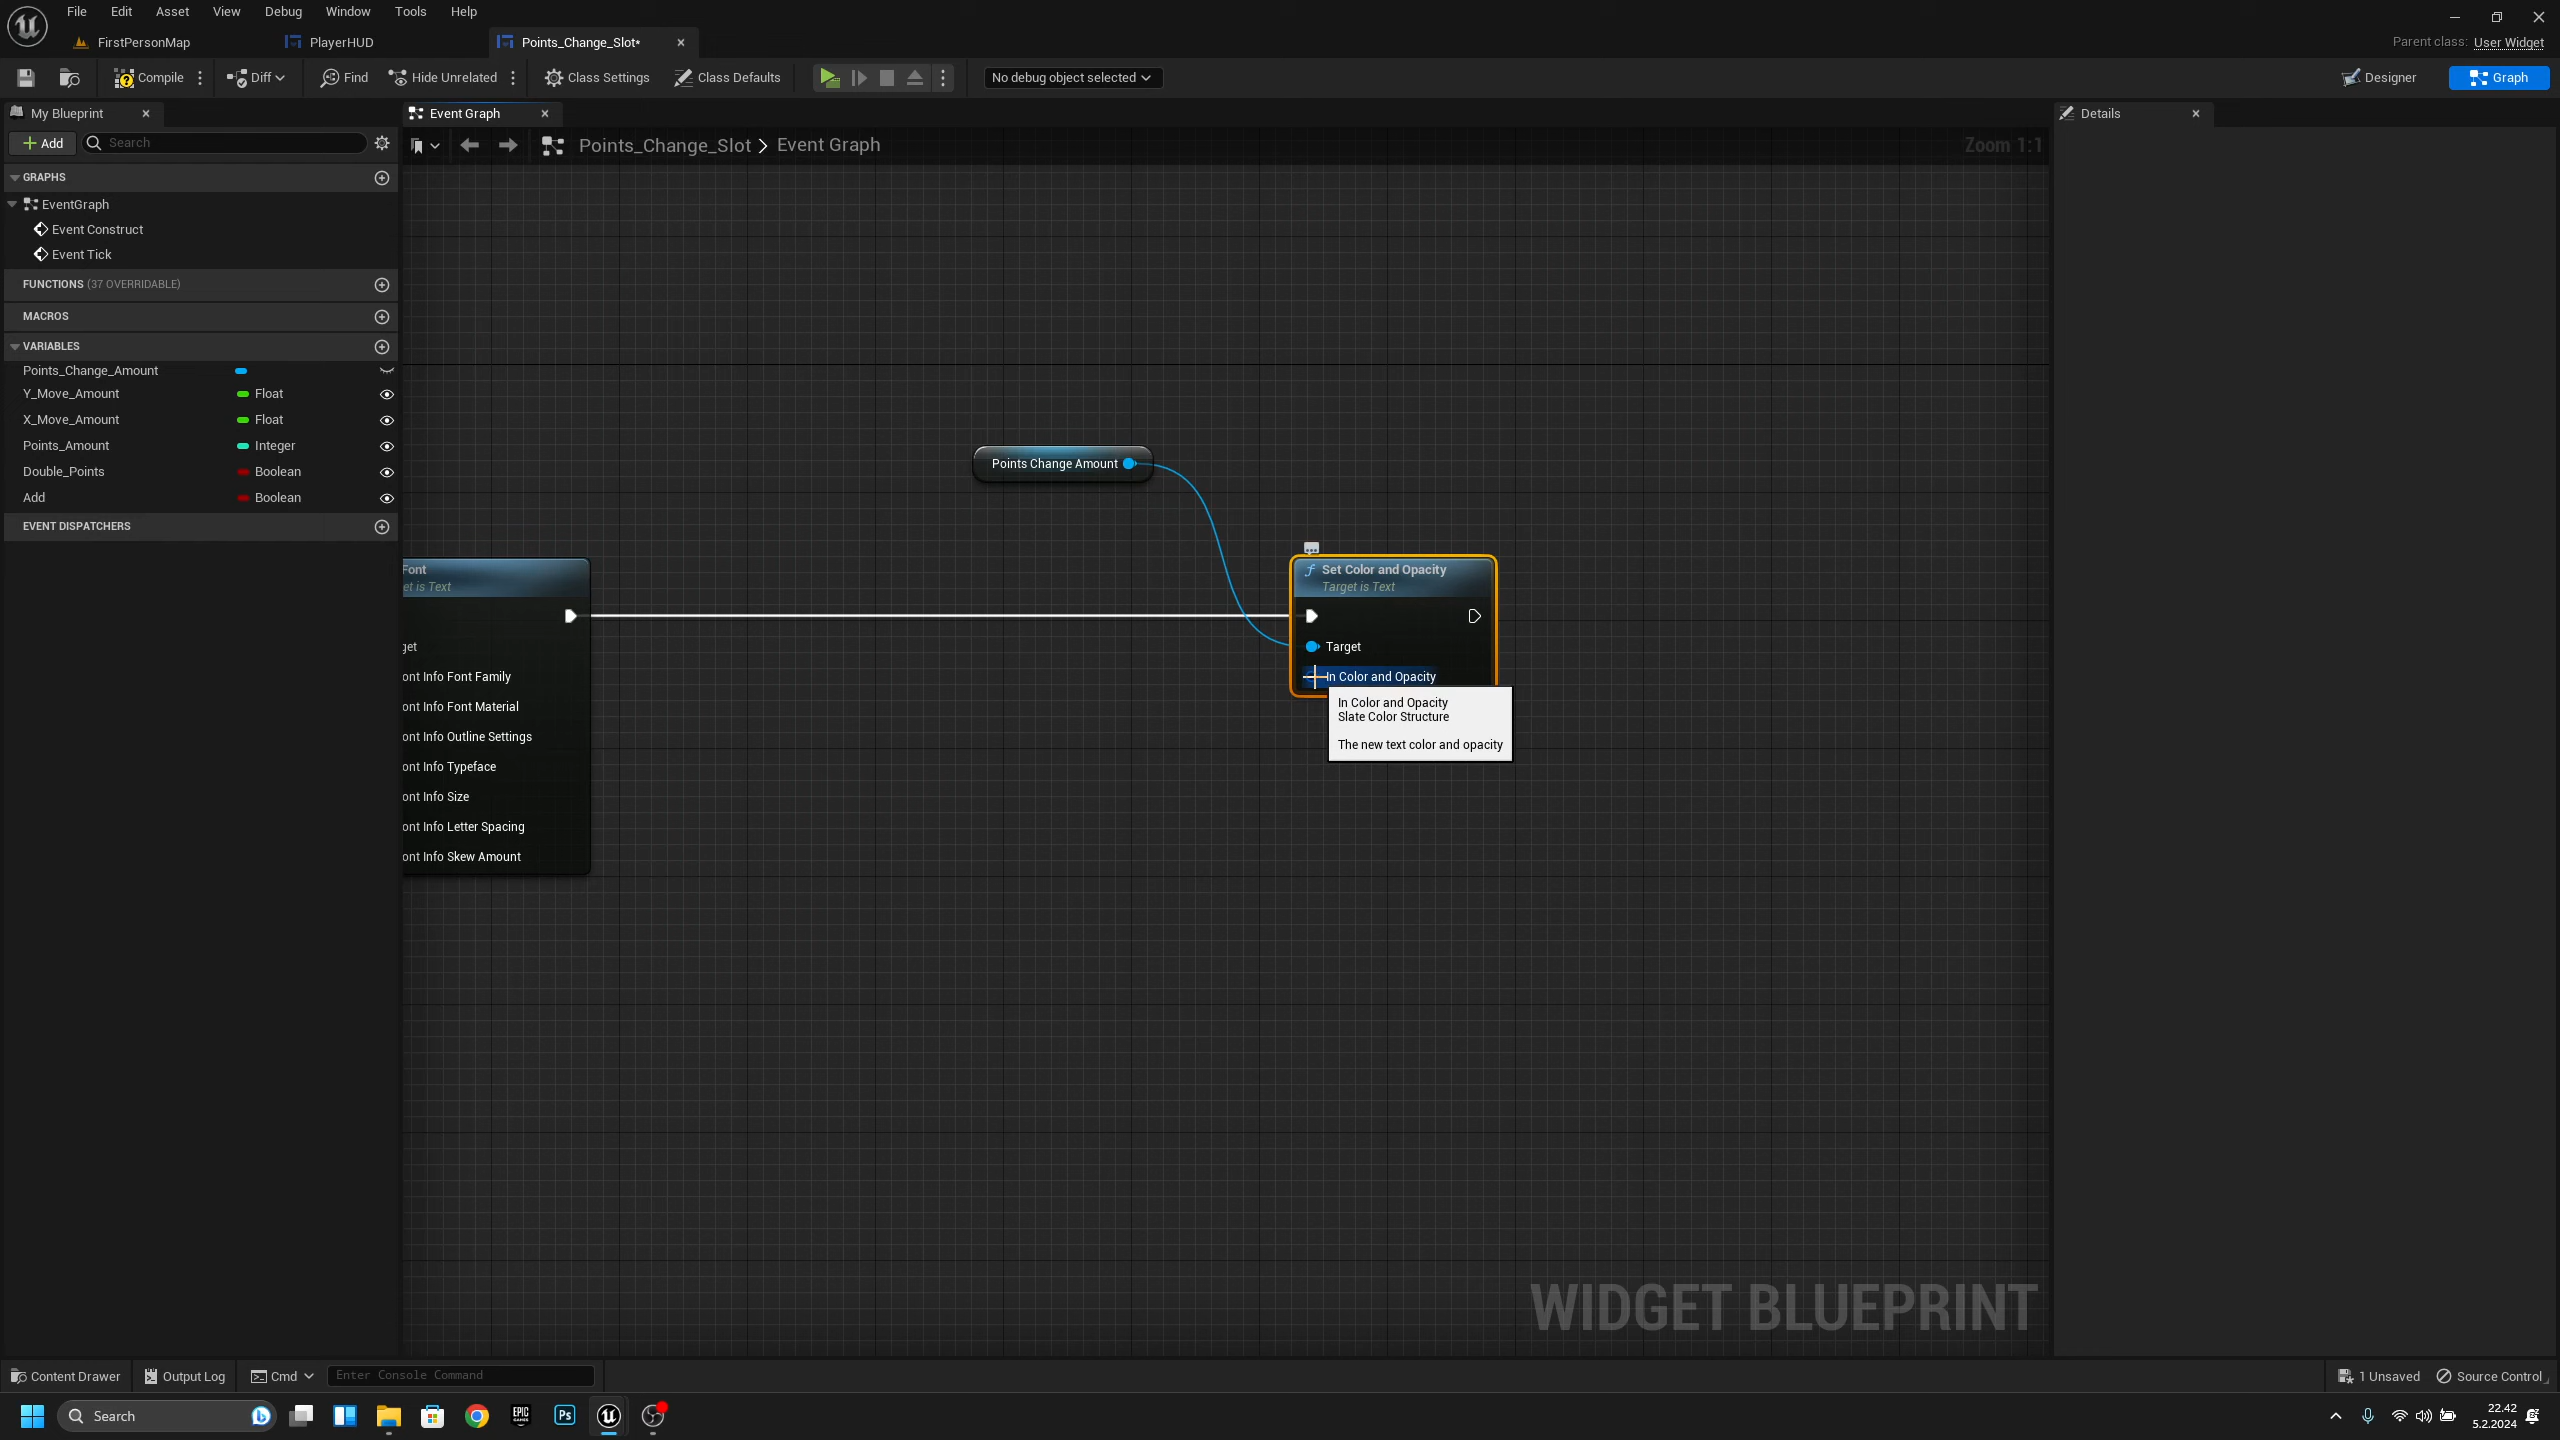 File Edit Asset View Debug Window Tools Help
FirstPersonMap PlayerHUD Points_Change_Slot*
Parent class: User Widget
Compile Diff Find Hide Unrelated Class Settings Class Defaults No debug object selected Designer Graph
My Blueprint Event Graph Details
Add Search Points_Change_Slot > Event Graph Zoom 1:1
GRAPHS
EventGraph
Event Construct
Event Tick
FUNCTIONS (37 OVERRIDABLE)
MACROS
VARIABLES
Points_Change_Amount
Y_Move_Amount Float
X_Move_Amount Float
Points_Amount Integer
Double_Points Boolean
Add Boolean
EVENT DISPATCHERS
Points Change Amount
Font
et is Text
get
ont Info Font Family
ont Info Font Material
ont Info Outline Settings
ont Info Typeface
ont Info Size
ont Info Letter Spacing
ont Info Skew Amount
f Set Color and Opacity
Target is Text
Target
In Color and Opacity
In Color and Opacity
Slate Color Structure
The new text color and opacity
WIDGET BLUEPRINT
Content Drawer Output Log Cmd Enter Console Command 1 Unsaved Source Control
Search EPIC GAMES Ps 22.42
5.2.2024